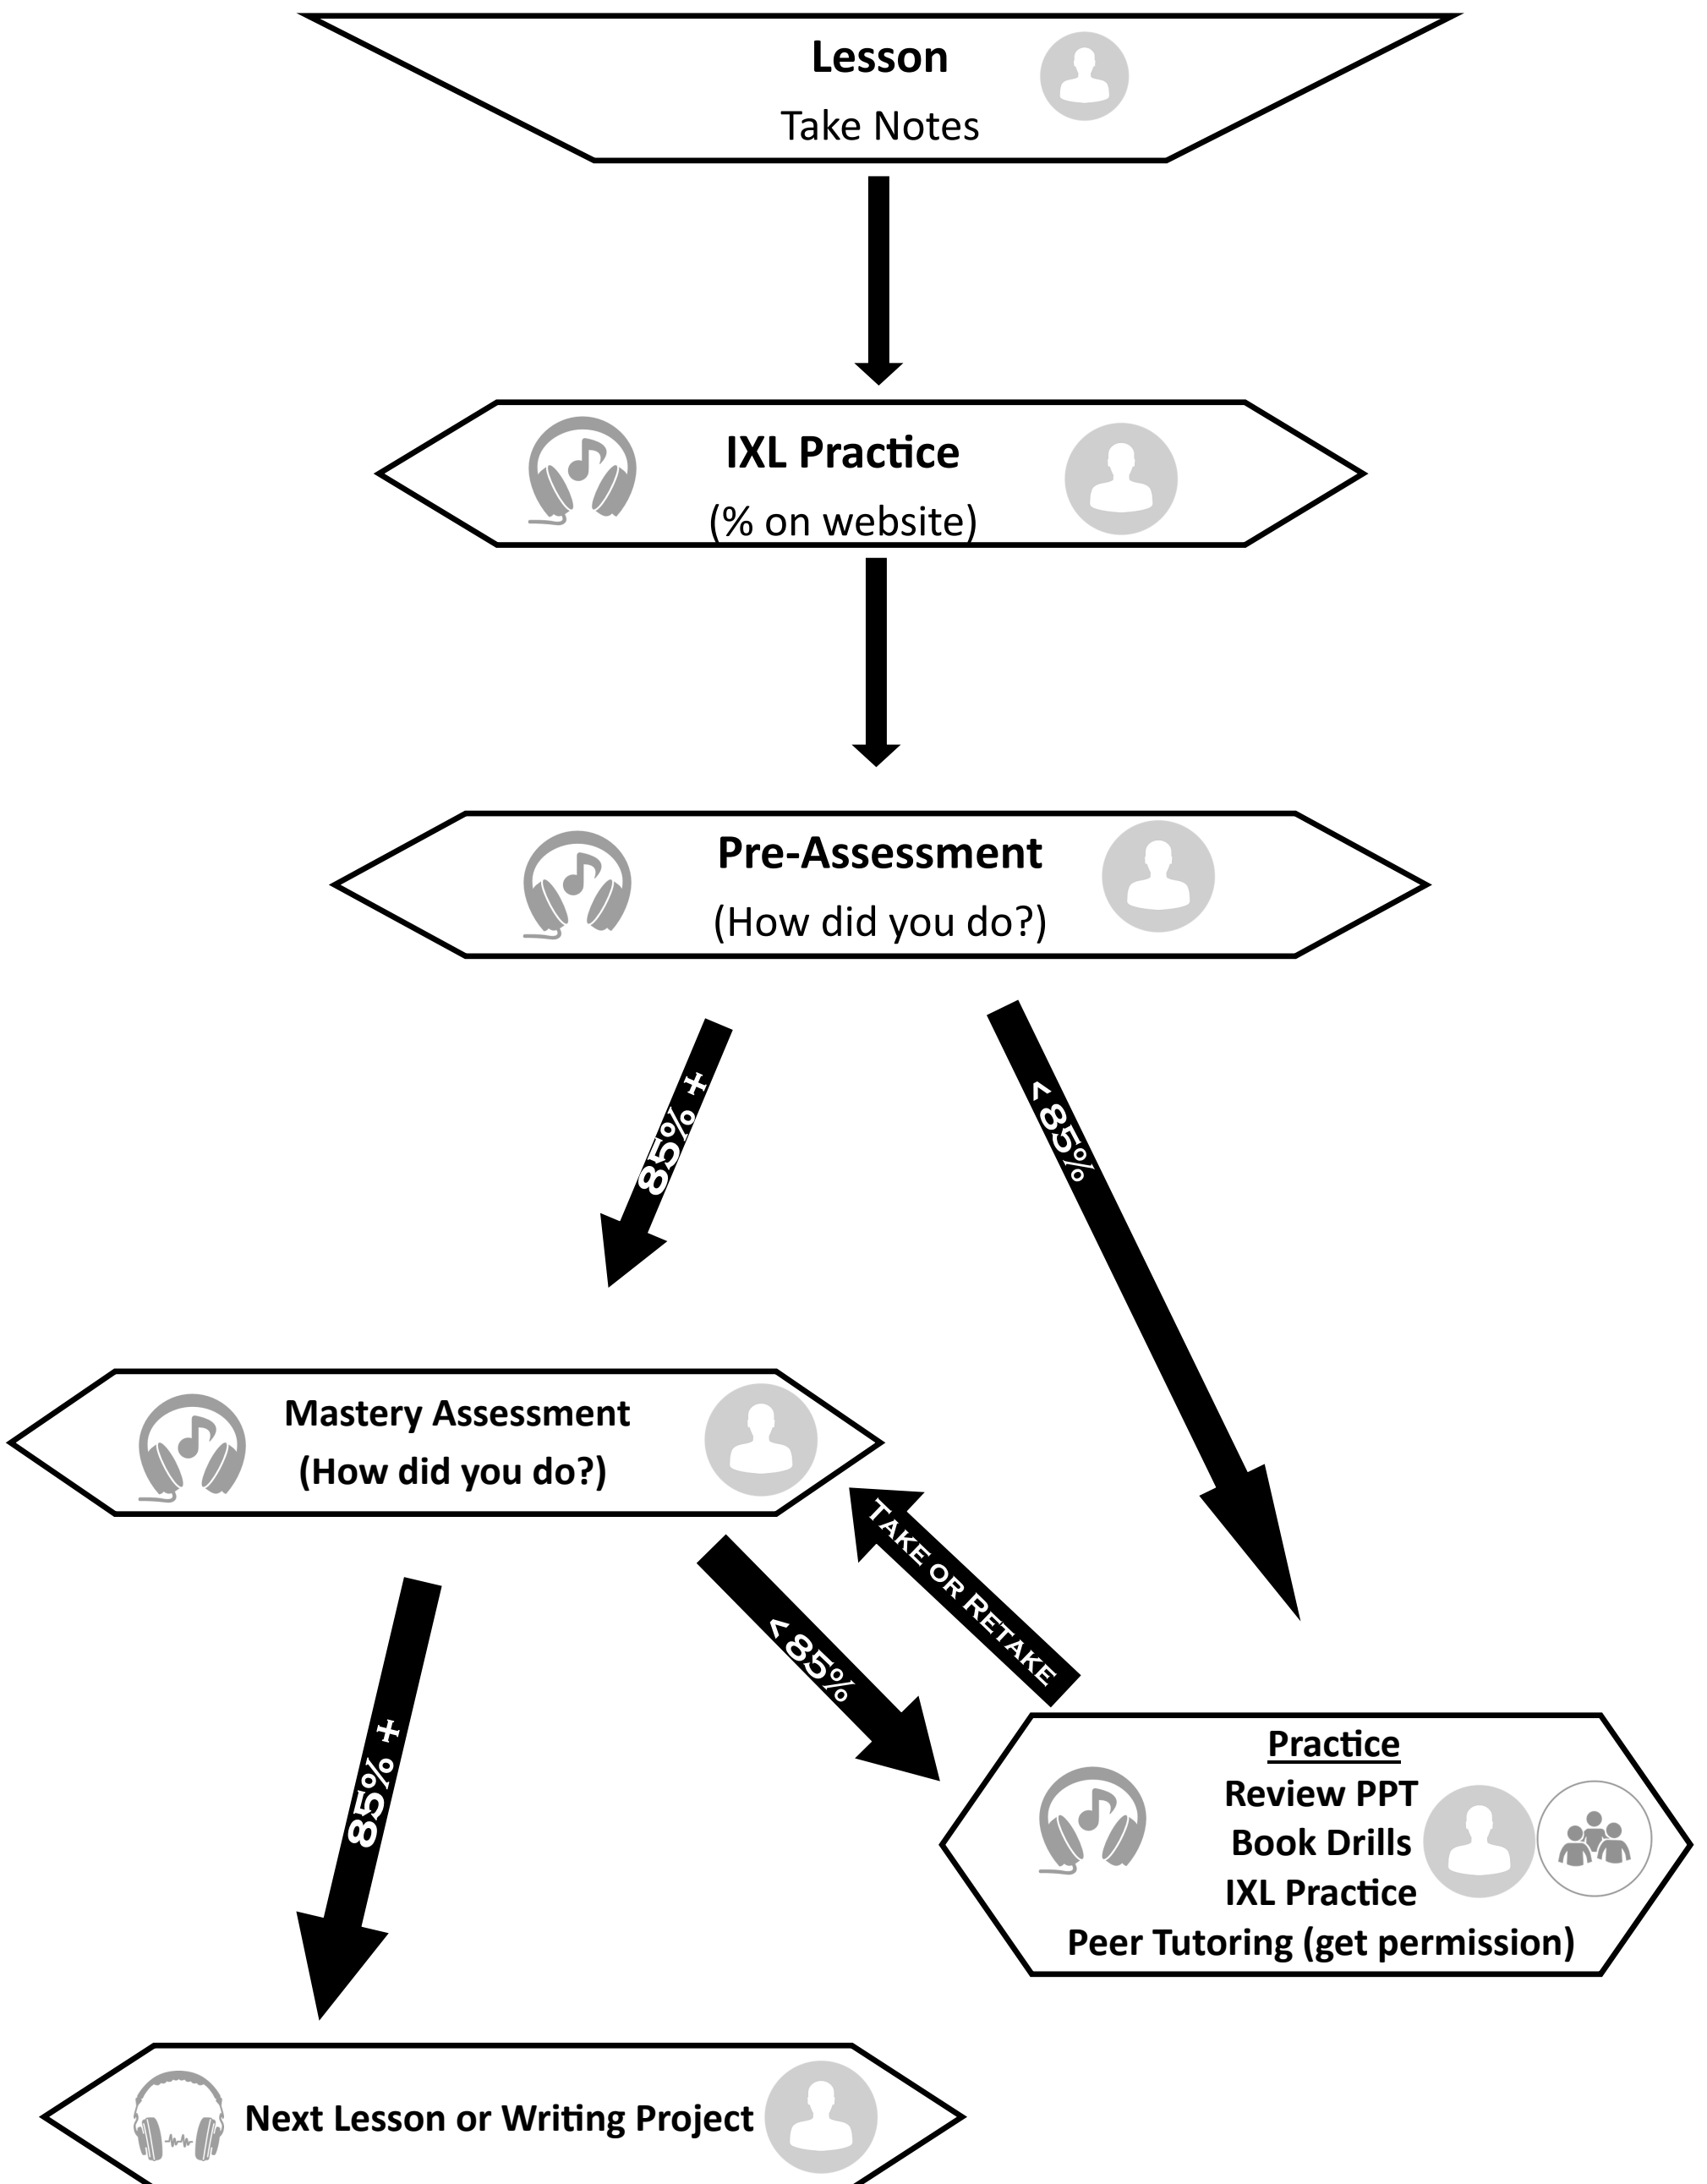 Lesson
Take Notes
IXL Practice
(% on website)
Pre-Assessment
(How did you do?)
85% +
< 85%
Mastery Assessment
(How did you do?)
Take or Retake
< 85%
85% +
Practice
Review PPT
Book Drills
IXL Practice
Peer Tutoring (get permission)
Next Lesson or Writing Project